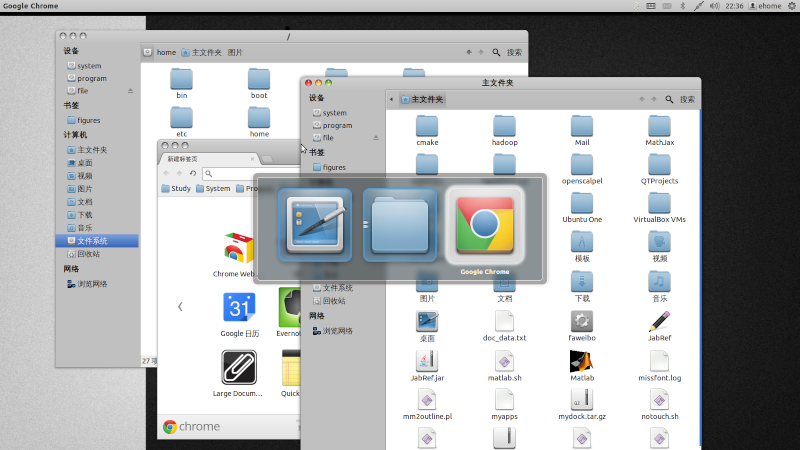 Google Chrome
22:36
ehome
/
home
主文件夹
图片
搜索
设备
system
program
file
书签
figures
计算机
主文件夹
桌面
视频
图片
文档
下载
音乐
文件系统
回收站
网络
浏览网络
bin
boot
etc
home
27 项
新建标签页
Study
System
Chrome Web
31
Google 日历
Large Docum...
Quick
chrome
主文件夹
主文件夹
搜索
设备
system
program
file
书签
figures
文件系统
回收站
网络
浏览网络
cmake
hadoop
Mail
MathJax
openscalpel
QTProjects
Ubuntu One
VirtualBox VMs
模板
视频
图片
文档
下载
音乐
桌面
doc_data.txt
faweibo
JabRef
JabRef.jar
matlab.sh
Matlab
missfont.log
mm2outline.pl
myapps
mydock.tar.gz
notouch.sh
Google Chrome